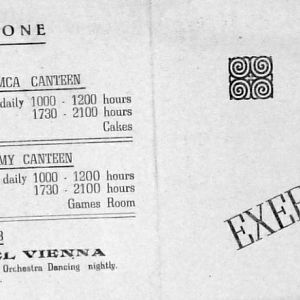 ONE
MCA CANTEEN
daily 1000 - 1200 hours
1730 - 2100 hours
Cakes
MY CANTEEN
daily 1000 - 1200 hours
1730 - 2100 hours
Games Room
B
EL VIENNA
Orchestra Dancing nightly.
EXEE